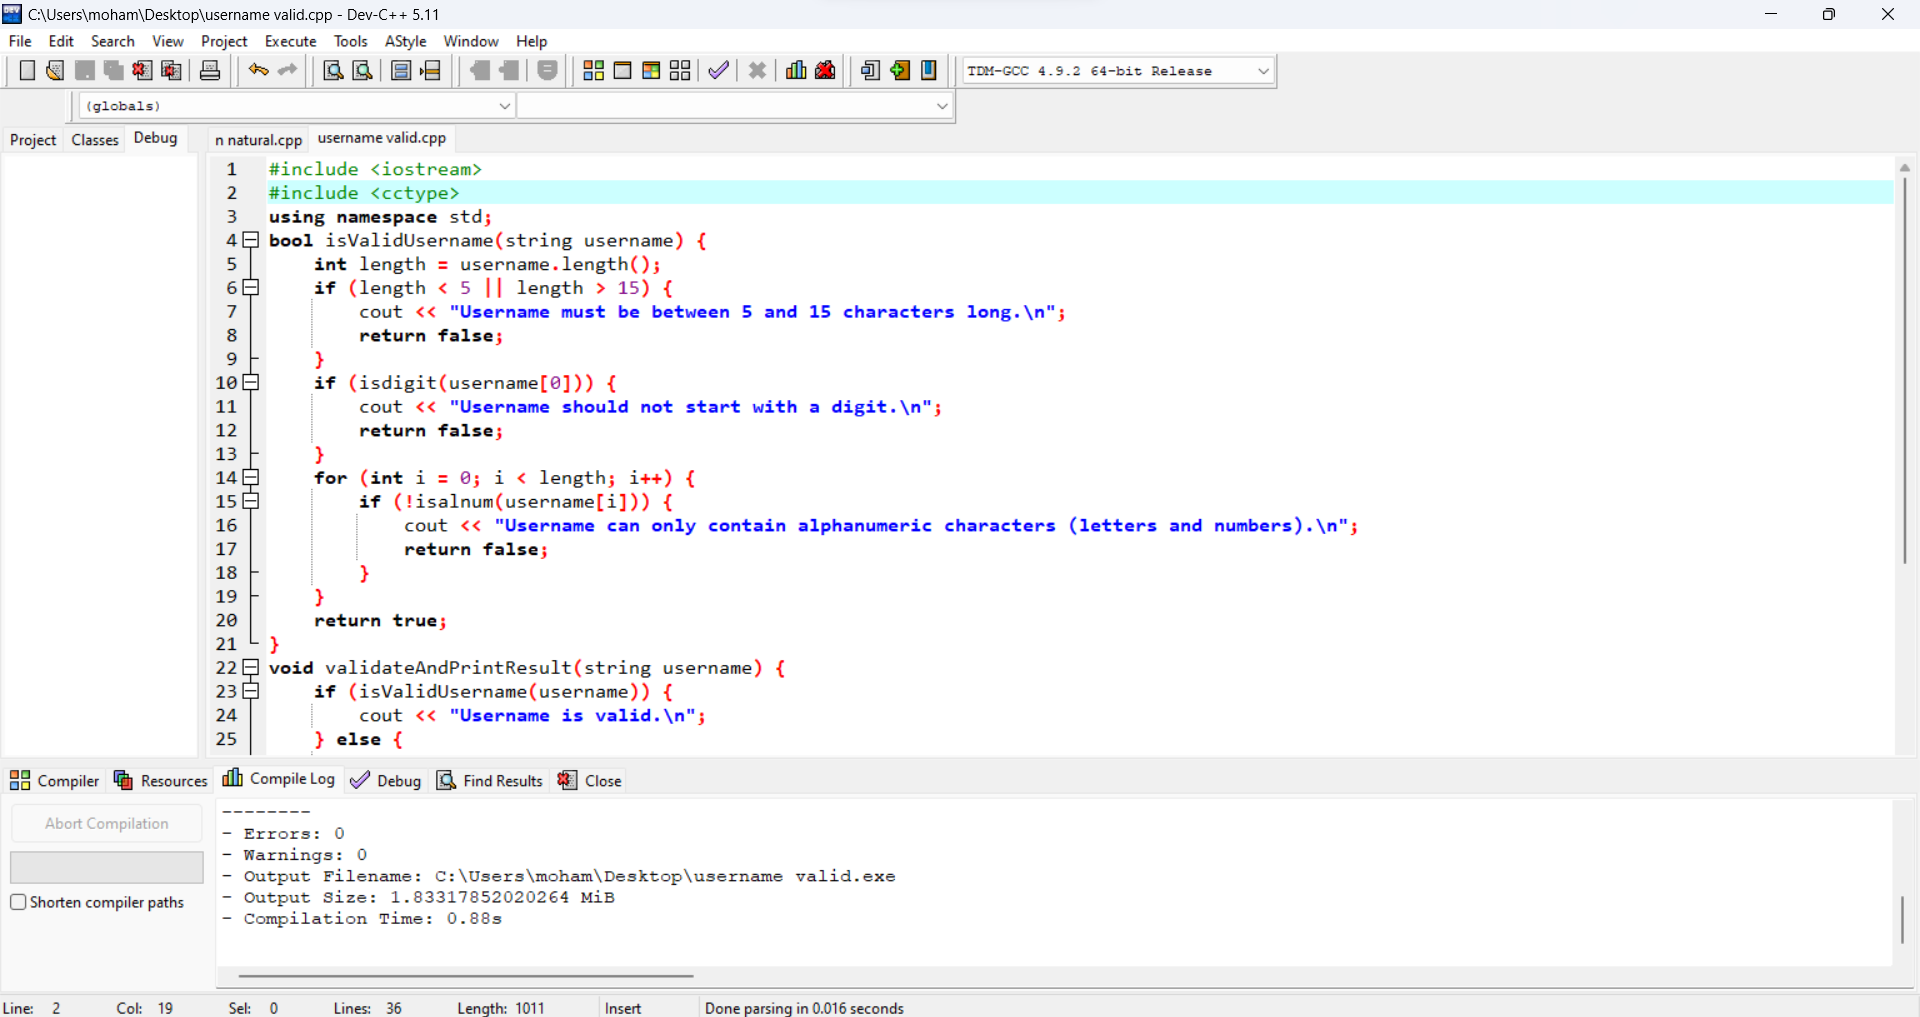 C:\Users\moham\Desktop\username valid.cpp - Dev-C++ 5.11
File Edit Search View Project Execute Tools AStyle Window Help
TDM-GCC 4.9.2 64-bit Release
(globals)
Project Classes Debug n natural.cpp username valid.cpp
1 #include <iostream>
2 #include <cctype>
3 using namespace std;
4 bool isValidUsername(string username) {
5 int length = username.length();
6 if (length < 5 || length > 15) {
7 cout << "Username must be between 5 and 15 characters long.\n";
8 return false;
9 }
10 if (isdigit(username[0])) {
11 cout << "Username should not start with a digit.\n";
12 return false;
13 }
14 for (int i = 0; i < length; i++) {
15 if (!isalnum(username[i])) {
16 cout << "Username can only contain alphanumeric characters (letters and numbers).\n";
17 return false;
18 }
19 }
20 return true;
21 }
22 void validateAndPrintResult(string username) {
23 if (isValidUsername(username)) {
24 cout << "Username is valid.\n";
25 } else {
Compiler Resources Compile Log Debug Find Results Close
Abort Compilation
Shorten compiler paths
--------
- Errors: 0
- Warnings: 0
- Output Filename: C:\Users\moham\Desktop\username valid.exe
- Output Size: 1.83317852020264 MiB
- Compilation Time: 0.88s
Line: 2 Col: 19 Sel: 0 Lines: 36 Length: 1011 Insert Done parsing in 0.016 seconds